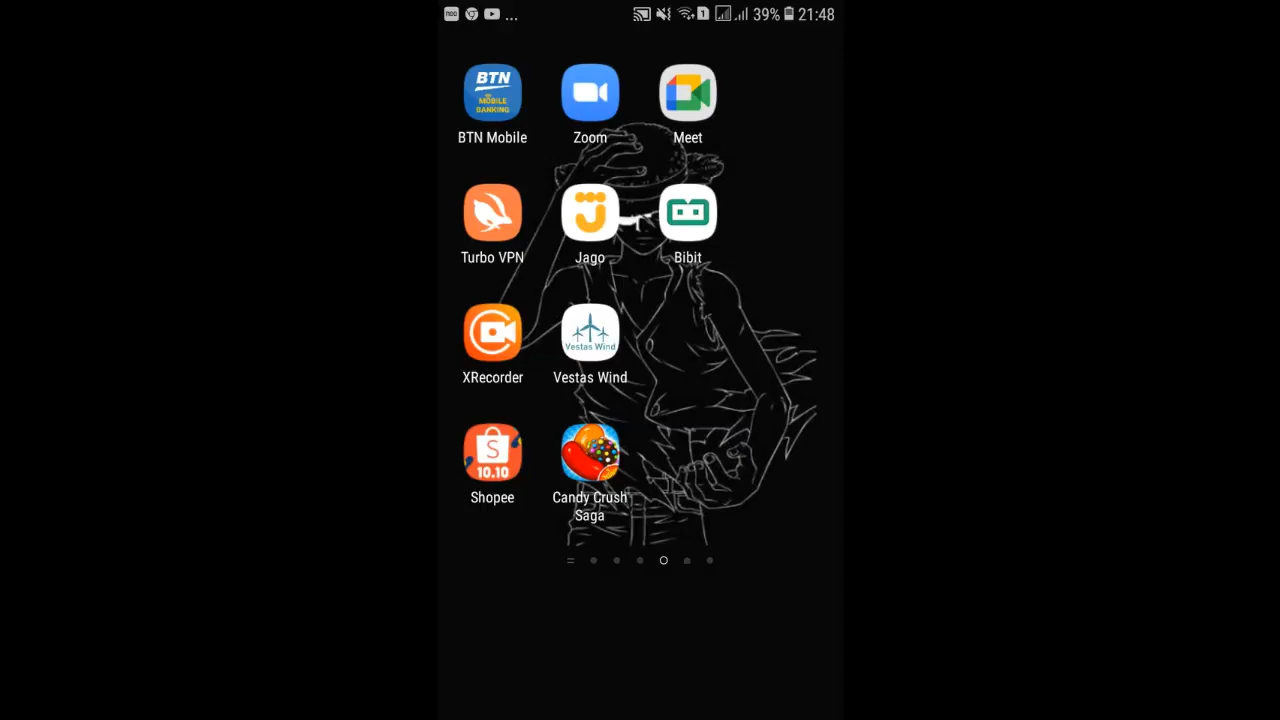 ... 1 39% 21:48
BTN
MOBILE
BANKING
BTN Mobile
Zoom
Meet
Turbo VPN
Jago
Bibit
Vestas Wind
XRecorder
Vestas Wind
S
10.10
Shopee
Candy Crush
Saga